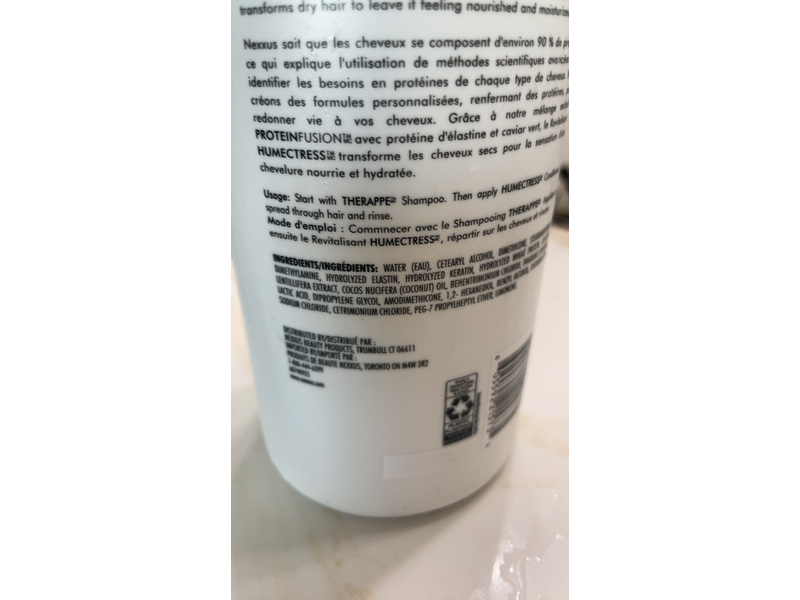 transforms dry hair to leave it feeling nourished and moisturized
Nexxus sait que les cheveux se composent d'environ 90 % de
ce qui explique l'utilisation de méthodes scientifiques
identifier les besoins en protéines de chaque type de cheveux.
créons des formules personnalisées, renfermant des protéines,
redonner vie à vos cheveux. Grâce à notre mélange
PROTEINFUSION avec protéine d'élastine et caviar vert, le Revitalisant
HUMECTRESS transforme les cheveux secs pour la sensation d'une
chevelure nourrie et hydratée.
Usage: Start with THERAPPE Shampoo. Then apply HUMECTRESS
spread through hair and rinse.
Mode d'emploi : Commnecer avec le Shampooing THERAPPE
ensuite le Revitalisant HUMECTRESS, répartir sur les cheveux et rincer.
INGREDIENTS/INGRÉDIENTS: WATER (EAU), CETEARYL ALCOHOL, DIMETHICONE,
DIMETHYLAMINE, HYDROLYZED ELASTIN, HYDROLYZED KERATIN, HYDROLYZED WHEAT
LENTILLIFERA EXTRACT, COCOS NUCIFERA (COCONUT) OIL, BEHENTRIMONIUM CHLORIDE,
LACTIC ACID, DIPROPYLENE GLYCOL, AMODIMETHICONE, 1,2- HEXANEDIOL, BENZYL ALCOHOL,
SODIUM CHLORIDE, CETRIMONIUM CHLORIDE, PEG-7 PROPYLHEPTYL ETHER, LIMONENE.
DISTRIBUTED BY/DISTRIBUÉ PAR :
NEXXUS BEAUTY PRODUCTS, TRUMBULL CT 06611
IMPORTED BY/IMPORTÉ PAR :
PRODUITS DE BEAUTE NEXXUS, TORONTO ON M4W 3R2
www.nexxus.com